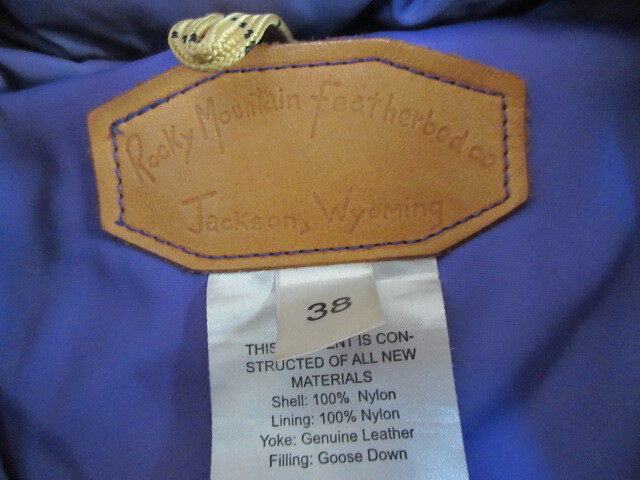 Rocky Mountain Featherbed co
Jackson, Wyoming
38
THIS ENT IS CON-
STRUCTED OF ALL NEW
MATERIALS
Shell: 100% Nylon
Lining: 100% Nylon
Yoke: Genuine Leather
Filling: Goose Down